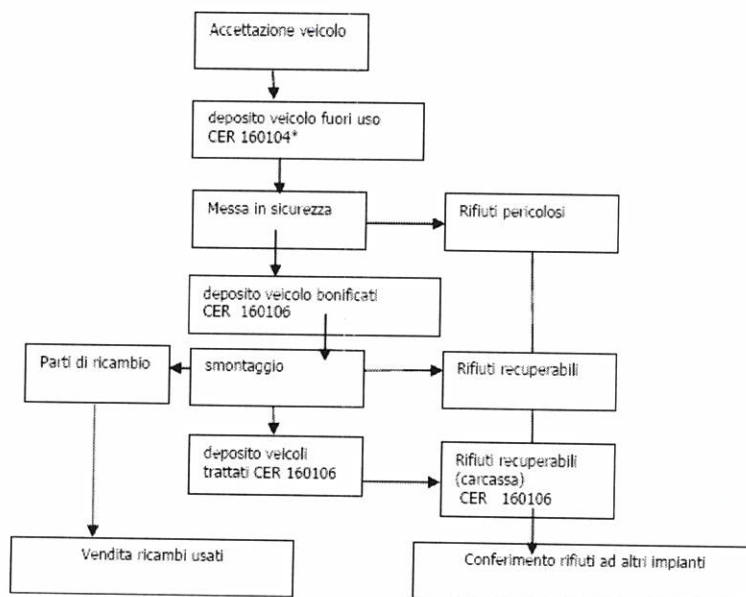 Accettazione veicolo
deposito veicolo fuori uso
CER 160104*
Messa in sicurezza
Rifiuti pericolosi
deposito veicolo bonificati
CER 160106
Parti di ricambio
smontaggio
Rifiuti recuperabili
deposito veicoli
trattati CER 160106
Rifiuti recuperabili
(carcassa)
CER 160106
Vendita ricambi usati
Conferimento rifiuti ad altri impianti